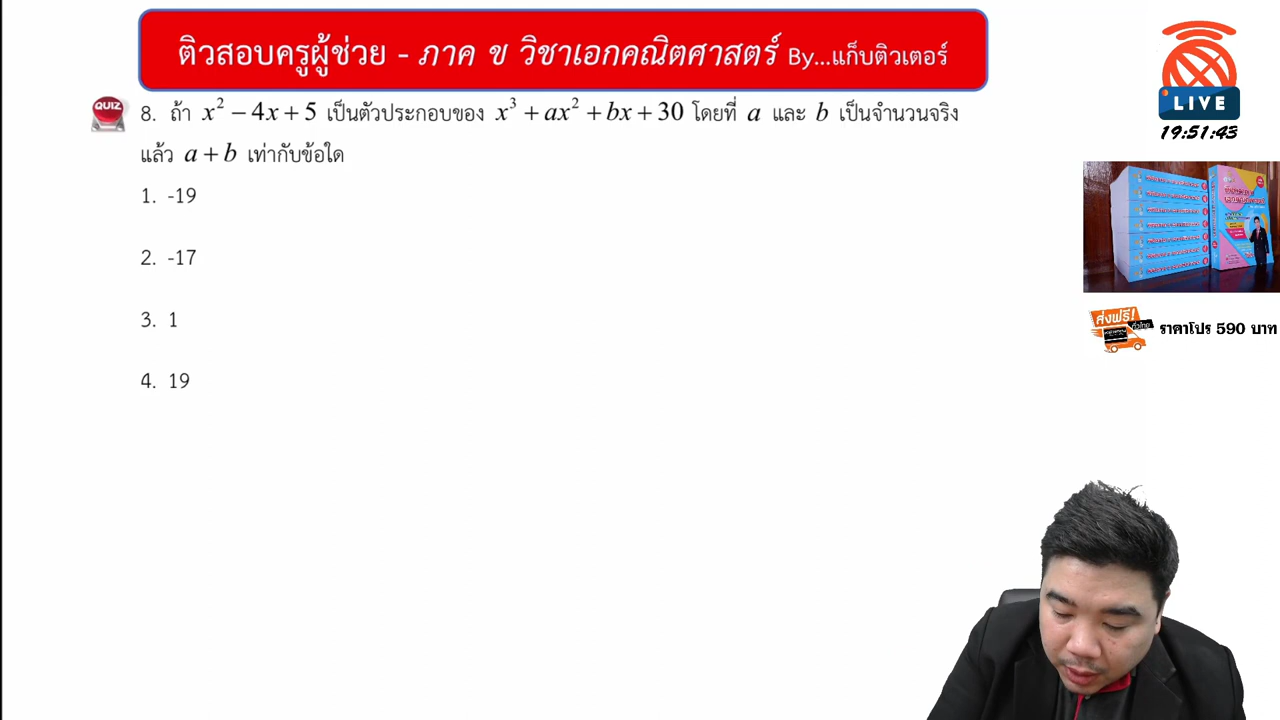 ติวสอบครูผู้ช่วย - ภาค ข วิชาเอกคณิตศาสตร์ By...แก็บติวเตอร์
QUIZ
8. ถ้า x² − 4x + 5 เป็นตัวประกอบของ x³ + ax² + bx + 30 โดยที่ a และ b เป็นจำนวนจริง
แล้ว a + b เท่ากับข้อใด
1. -19
2. -17
3. 1
4. 19
LIVE
19:51:43
ส่งฟรี!
ทั่วไทย
ราคาโปร 590 บาท